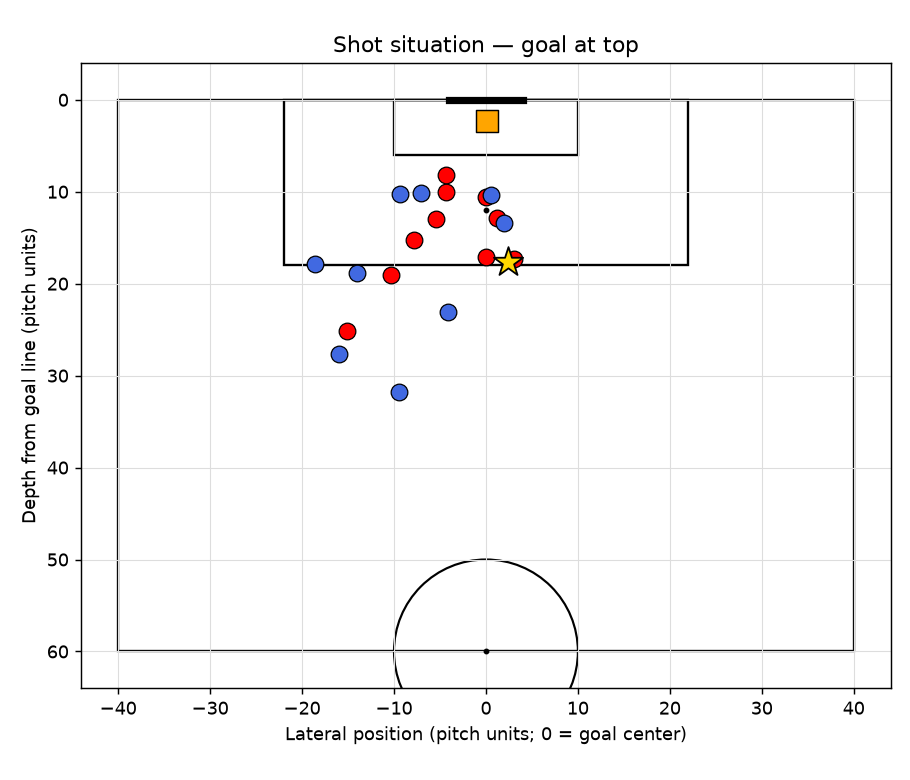 Shot situation — goal at top
0
10
20
30
40
50
60
Depth from goal line (pitch units)
−40 −30 −20 −10 0 10 20 30 40
Lateral position (pitch units; 0 = goal center)